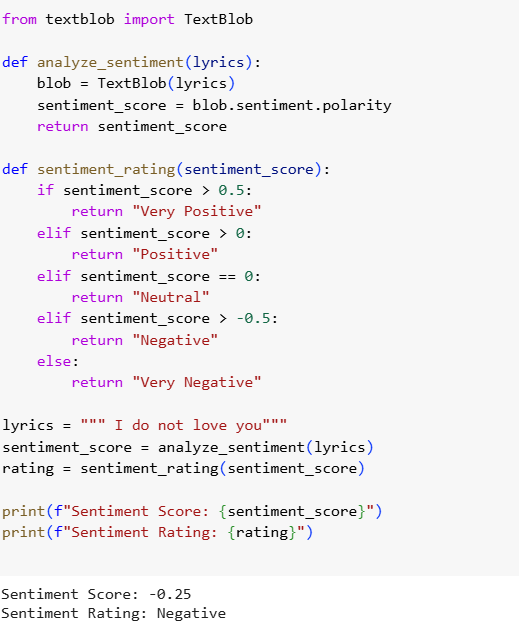 from textblob import TextBlob
def analyze_sentiment(lyrics):
    blob = TextBlob(lyrics)
    sentiment_score = blob.sentiment.polarity
    return sentiment_score
def sentiment_rating(sentiment_score):
    if sentiment_score > 0.5:
        return "Very Positive"
    elif sentiment_score > 0:
        return "Positive"
    elif sentiment_score == 0:
        return "Neutral"
    elif sentiment_score > -0.5:
        return "Negative"
    else:
        return "Very Negative"
lyrics = """ I do not love you"""
sentiment_score = analyze_sentiment(lyrics)
rating = sentiment_rating(sentiment_score)
print(f"Sentiment Score: {sentiment_score}")
print(f"Sentiment Rating: {rating}")
Sentiment Score: -0.25
Sentiment Rating: Negative